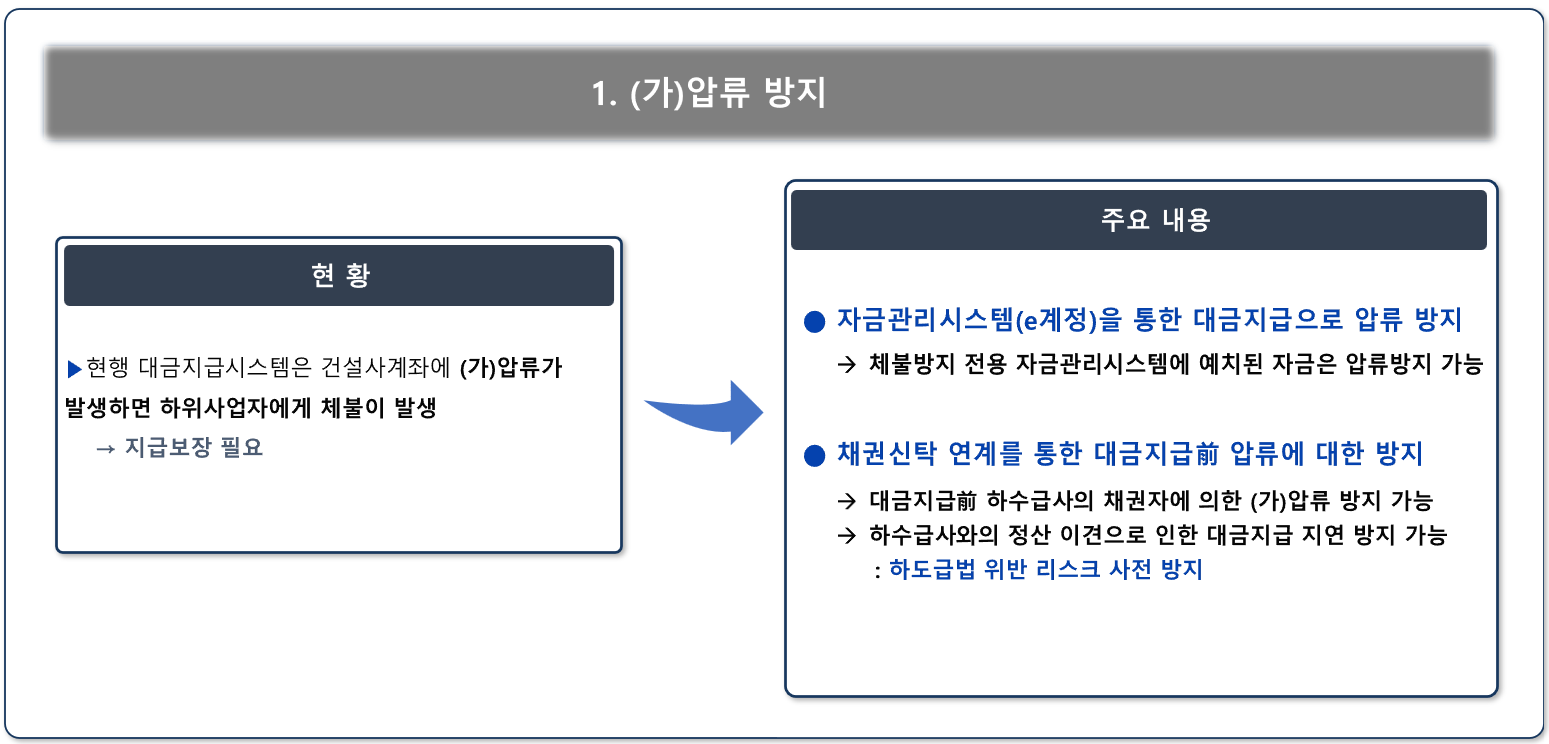 1. (가)압류 방지
현 황
▶현행 대금지급시스템은 건설사계좌에 (가)압류가
발생하면 하위사업자에게 체불이 발생
→ 지급보장 필요
주요 내용
● 자금관리시스템(e계정)을 통한 대금지급으로 압류 방지
→ 체불방지 전용 자금관리시스템에 예치된 자금은 압류방지 가능
● 채권신탁 연계를 통한 대금지급前 압류에 대한 방지
→ 대금지급前 하수급사의 채권자에 의한 (가)압류 방지 가능
→ 하수급사와의 정산 이견으로 인한 대금지급 지연 방지 가능
: 하도급법 위반 리스크 사전 방지